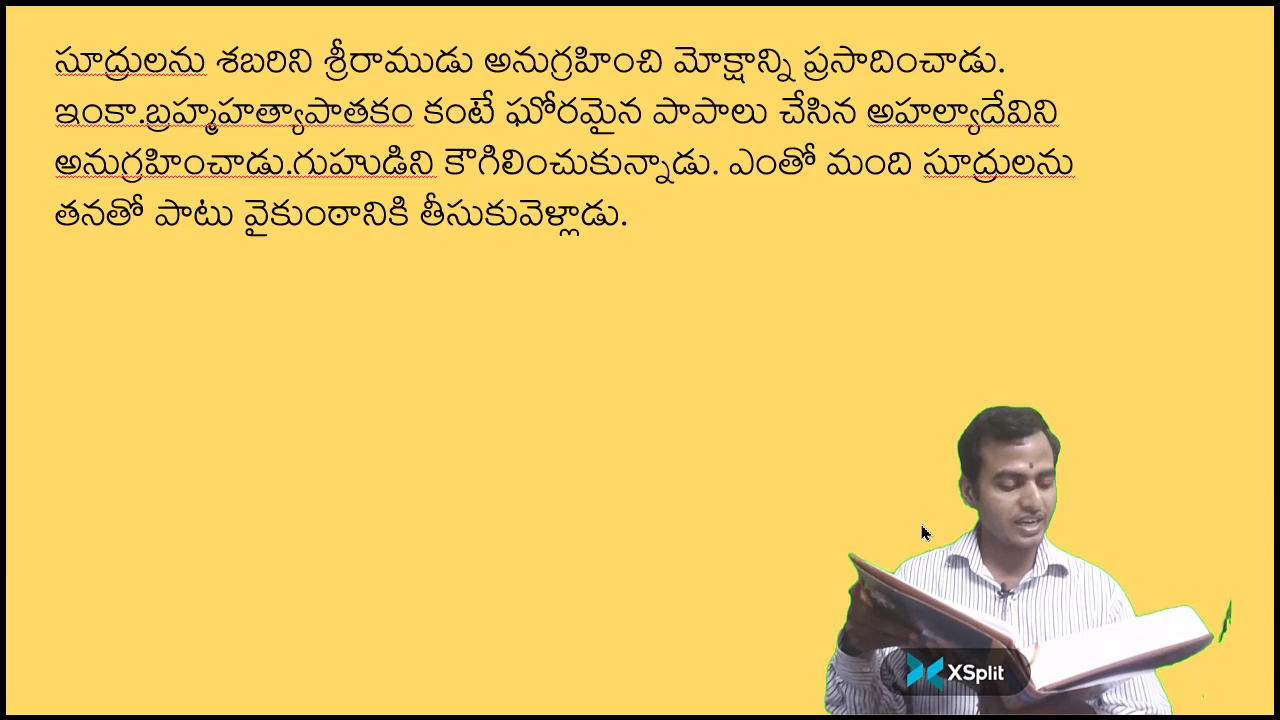 సూద్రులను శబరిని శ్రీరాముడు అనుగ్రహించి మోక్షాన్ని ప్రసాదించాడు.
ఇంకా.బ్రహ్మహత్యాపాతకం కంటే ఘోరమైన పాపాలు చేసిన అహల్యాదేవిని
అనుగ్రహించాడు.గుహుడిని కౌగిలించుకున్నాడు. ఎంతో మంది సూద్రులను
తనతో పాటు వైకుంఠానికి తీసుకువెళ్లాడు.
XSplit